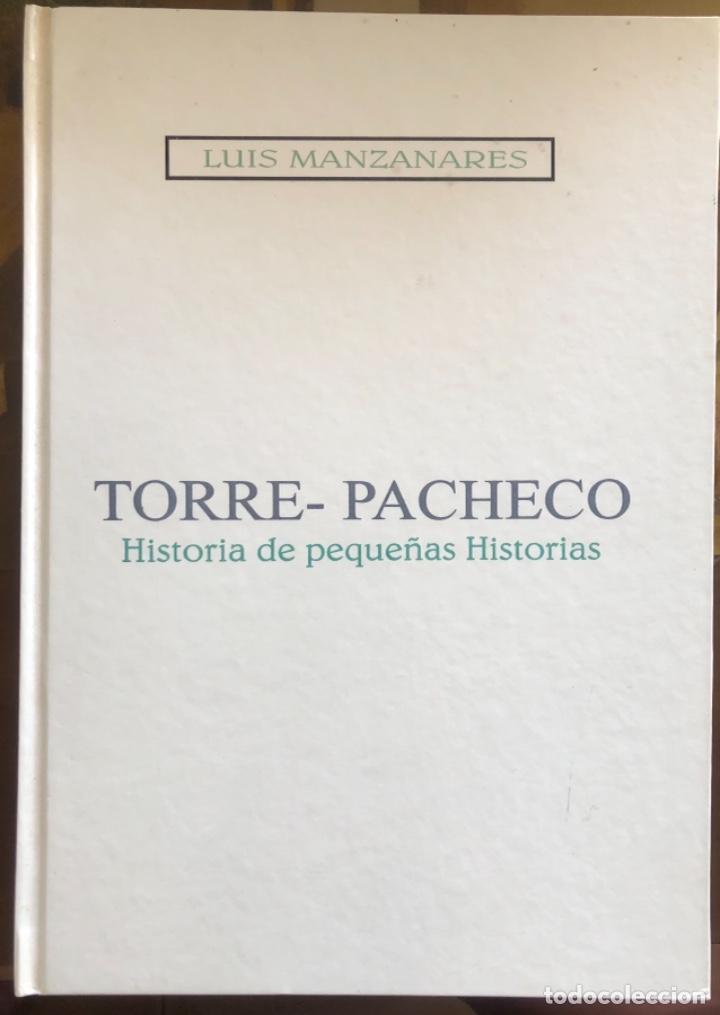 LUIS MANZANARES
TORRE- PACHECO
Historia de pequeñas Historias
todocoleccion